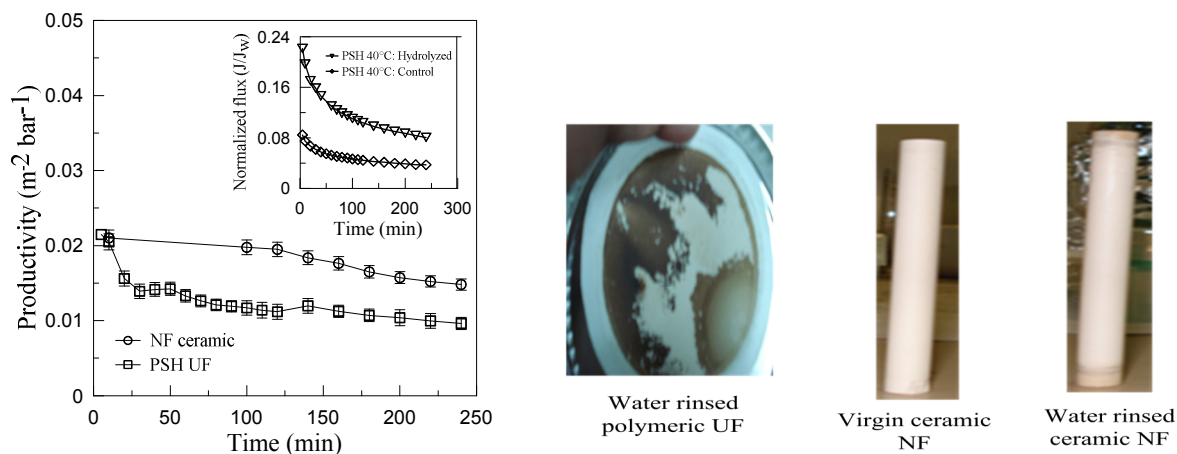 0.05
0.04
0.03
0.02
0.01
0
Productivity (m-2 bar-1)
0 50 100 150 200 250
Time (min)
NF ceramic
PSH UF
0.24
0.16
0.08
0
Normalized flux (J/Jw)
0 100 200 300
Time (min)
PSH 40°C: Hydrolyzed
PSH 40°C: Control
Water rinsed
polymeric UF
Virgin ceramic
NF
Water rinsed
ceramic NF